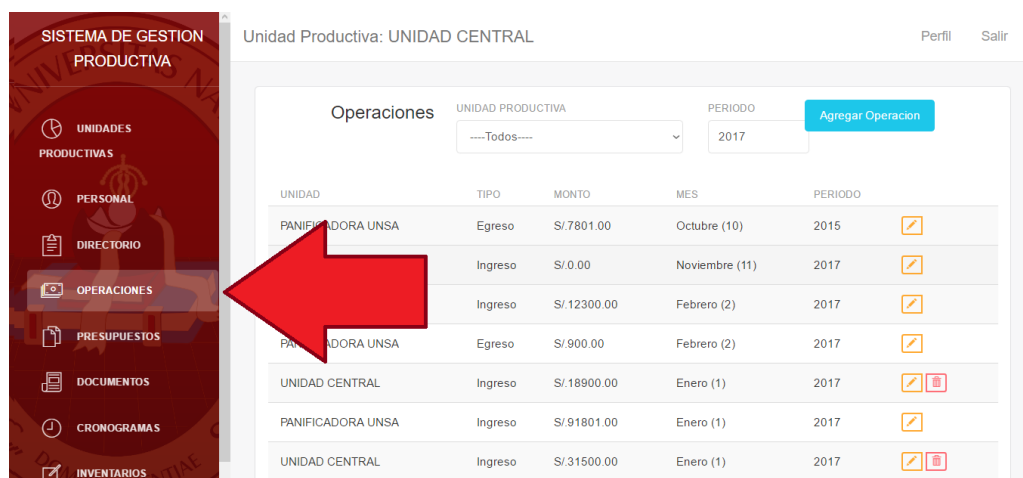 SISTEMA DE GESTION
PRODUCTIVA
Unidad Productiva: UNIDAD CENTRAL
Perfil
Salir
UNIDADES
PRODUCTIVAS
PERSONAL
DIRECTORIO
OPERACIONES
PRESUPUESTOS
DOCUMENTOS
CRONOGRAMAS
INVENTARIOS
Operaciones
UNIDAD PRODUCTIVA
----Todos----
PERIODO
2017
Agregar Operacion
UNIDAD TIPO MONTO MES PERIODO
PANIFICADORA UNSA Egreso S/.7801.00 Octubre (10) 2015
Ingreso S/.0.00 Noviembre (11) 2017
Ingreso S/.12300.00 Febrero (2) 2017
ADORA UNSA Egreso S/.900.00 Febrero (2) 2017
UNIDAD CENTRAL Ingreso S/.18900.00 Enero (1) 2017
PANIFICADORA UNSA Ingreso S/.91801.00 Enero (1) 2017
UNIDAD CENTRAL Ingreso S/.31500.00 Enero (1) 2017